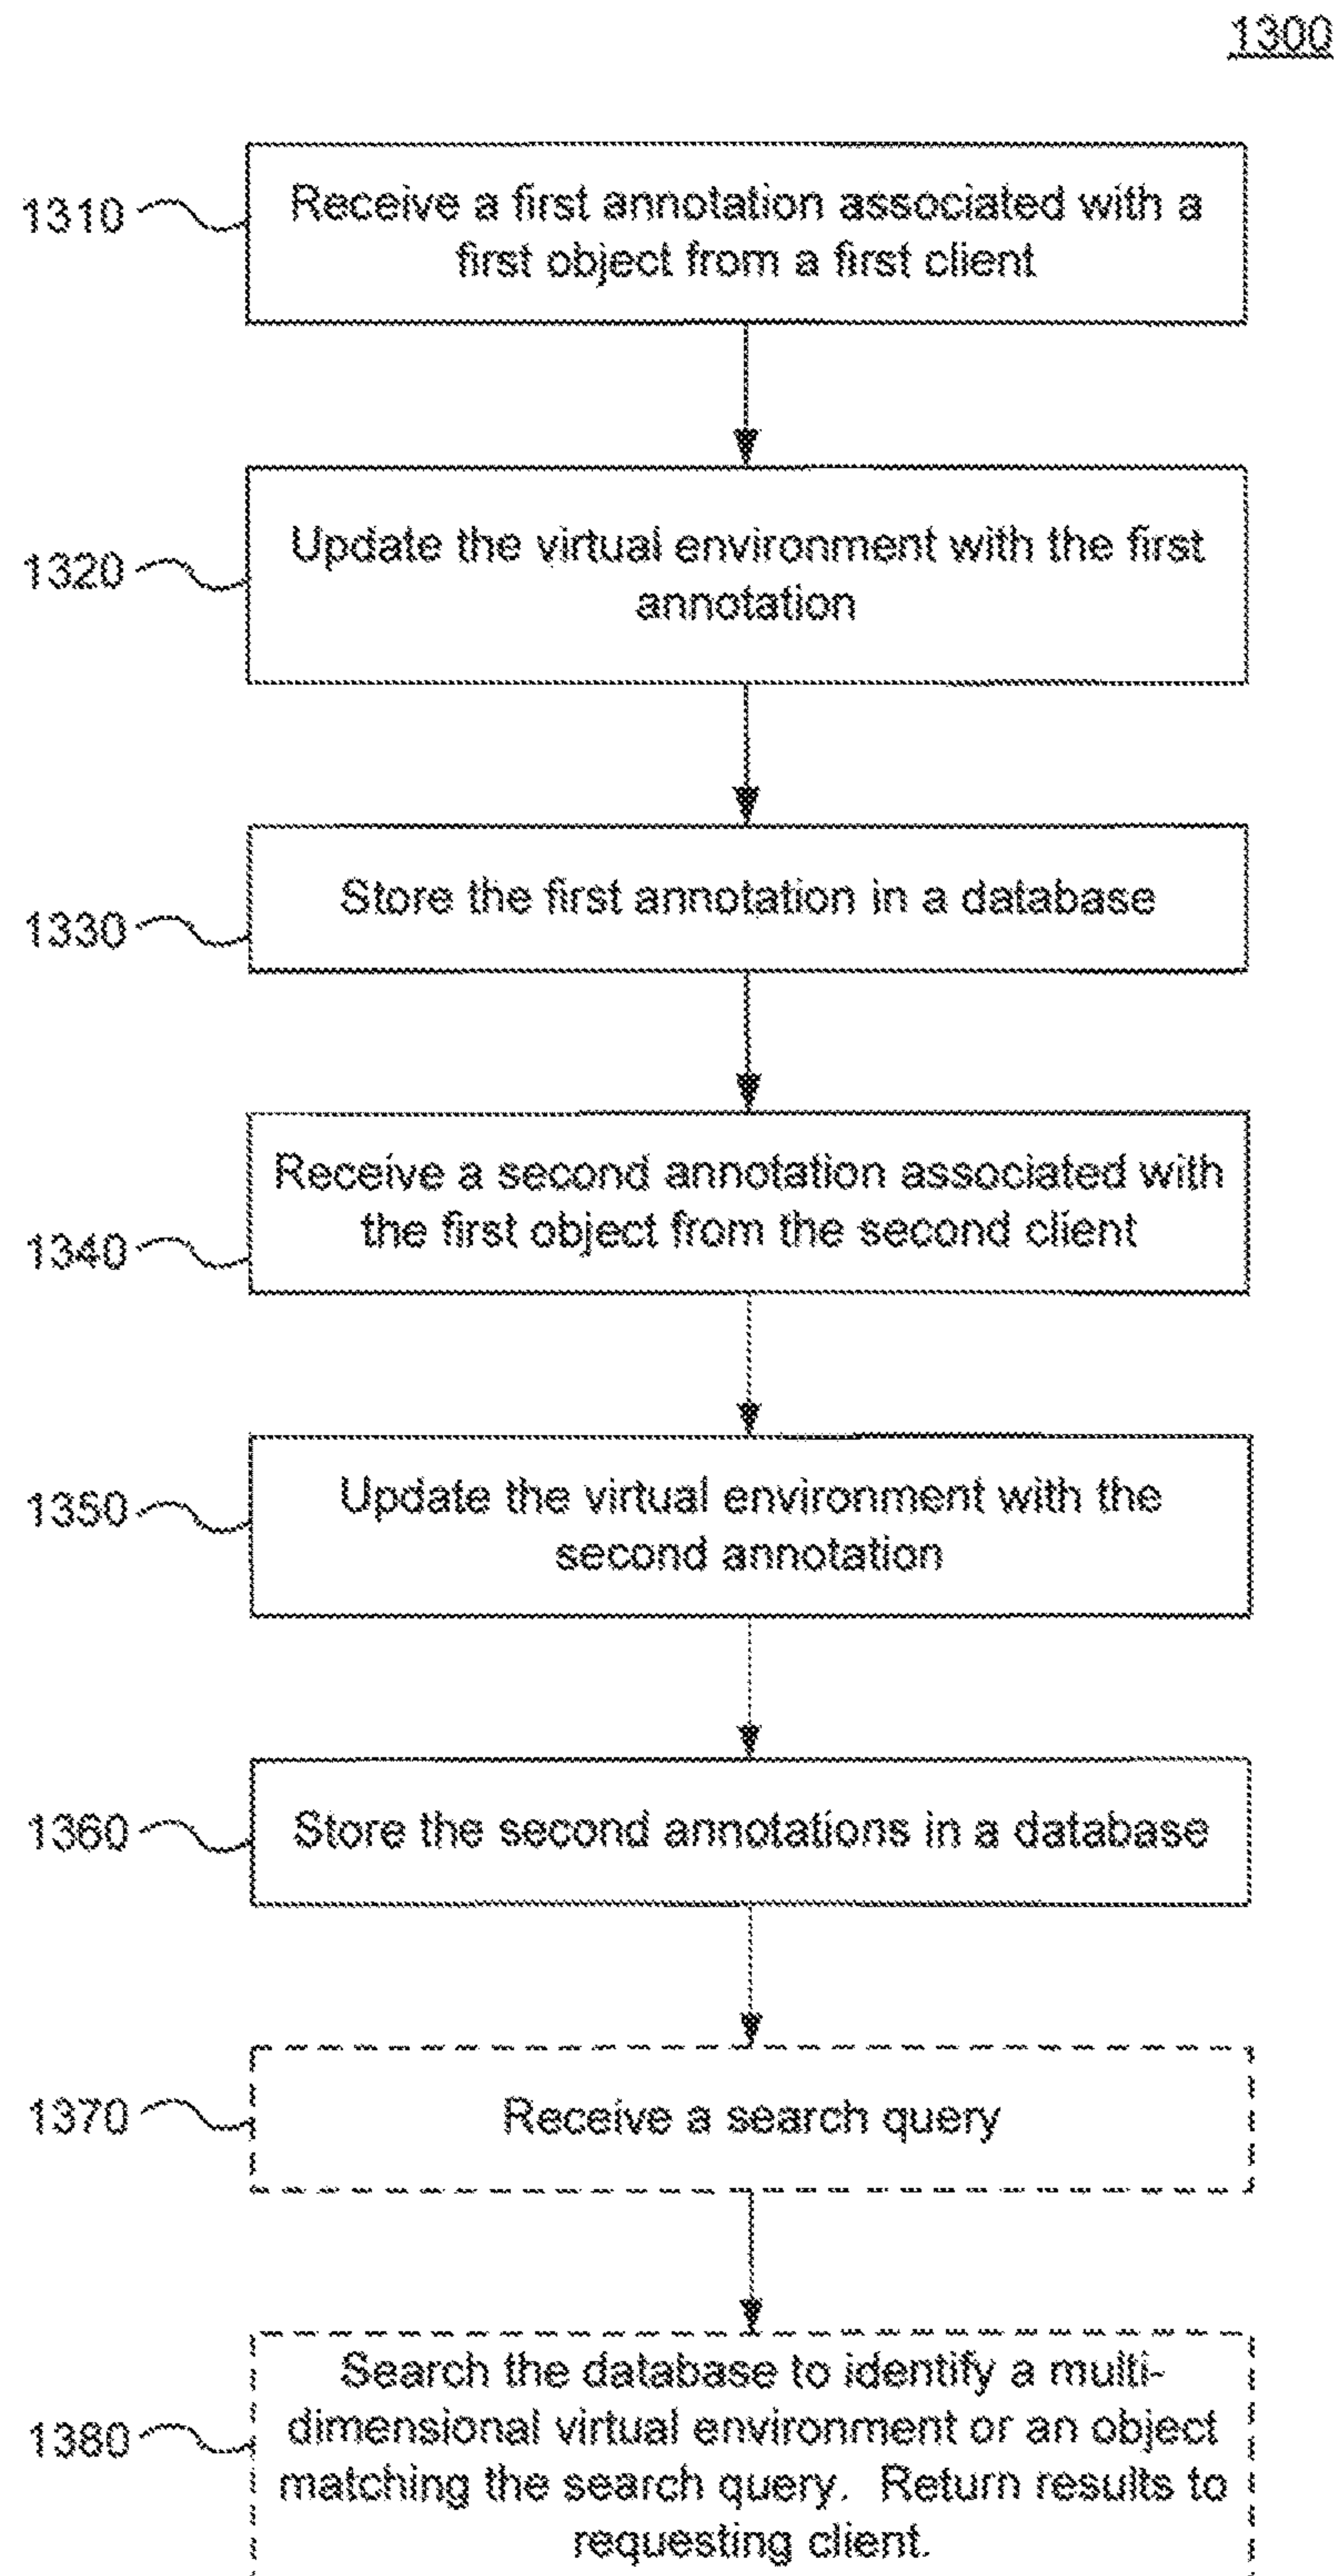 1300
1310
Receive a first annotation associated with a
first object from a first client
1320
Update the virtual environment with the first
annotation
1330
Store the first annotation in a database
1340
Receive a second annotation associated with
the first object from the second client
1350
Update the virtual environment with the
second annotation
1360
Store the second annotations in a database
1370
Receive a search query
1380
Search the database to identify a multi-
dimensional virtual environment or an object
matching the search query. Return results to
requesting client.